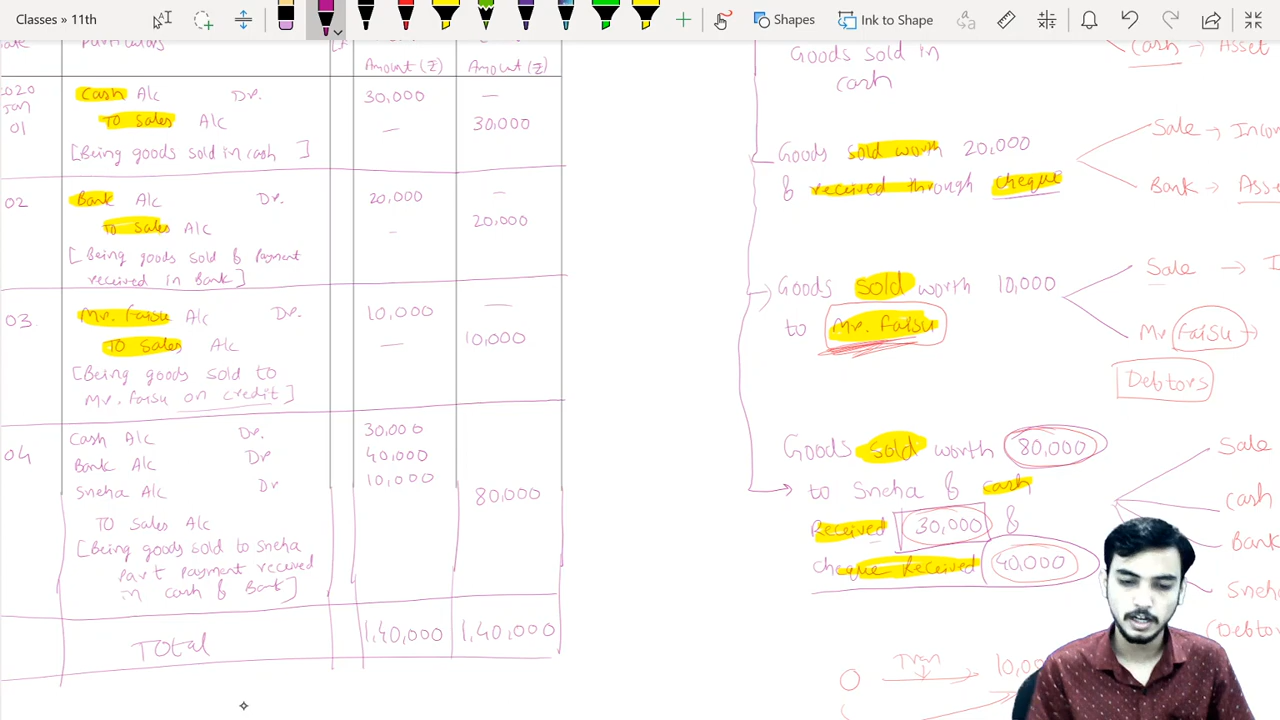 Classes » 11th
Shapes
Ink to Shape
Particulars
Amount (₹) Amount (₹)
2020
Jan
01
Cash A/c Dr. 30,000 —
TO Sales A/c — 30,000
[Being goods sold in cash ]
02
Bank A/c Dr. 20,000 —
TO Sales A/c - 20,000
[Being goods sold & Payment
received in Bank]
03
Mr. Faisu A/c Dr. 10,000 —
TO Sales A/c — 10,000
[Being goods sold to
Mr. Faisu on credit]
04
Cash A/c Dr. 30,000
Bank A/c Dr 40,000
Sneha A/c Dr 10,000
80,000
TO Sales A/c
[Being goods sold to Sneha
Part Payment received
in cash & Bank]
Total 1,40,000 1,40,000
Goods sold in
cash
Cash → Asset
Goods sold worth 20,000
& received through cheque
Sale →
Bank →
Goods sold worth 10,000
to Mr. Faisu
Sale → I
Mr Faisu →
Debtors
Goods sold worth 80,000
to Sneha & cash
Received 30,000 &
cheque Received 40,000
Sale
cash
Bank
Sneha
Tran